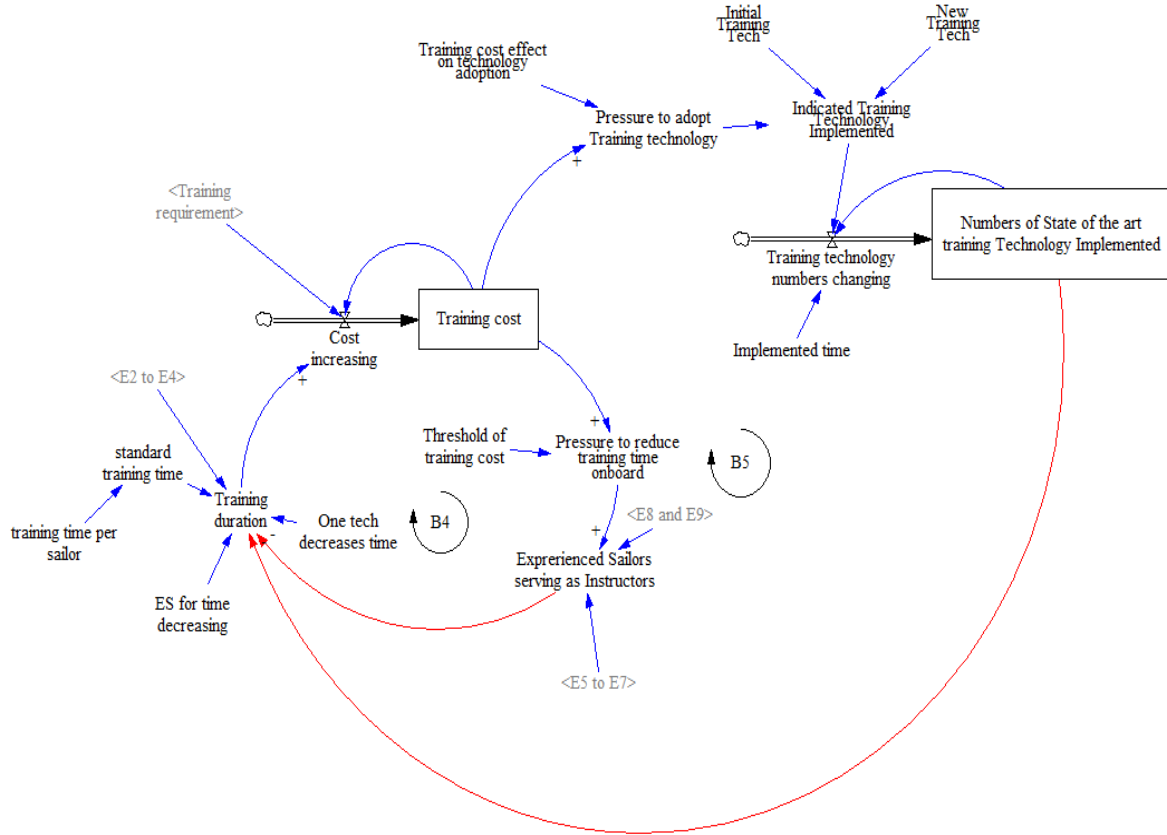 Initial
Training
Tech
New
Training
Tech
Training cost effect
on technology
adoption
Pressure to adopt
Training technology
Indicated Training
Technology
Implemented
+
<Training
requirement>
Numbers of State of the art
training Technology Implemented
Training technology
numbers changing
Training cost
Cost
increasing
Implemented time
+
<E2 to E4>
+
Threshold of
training cost
Pressure to reduce
training time
onboard
B5
standard
training time
Training
duration
-
One tech
decreases time
B4
<E8 and E9>
training time per
sailor
+
Exprerienced Sailors
serving as Instructors
ES for time
decreasing
<E5 to E7>